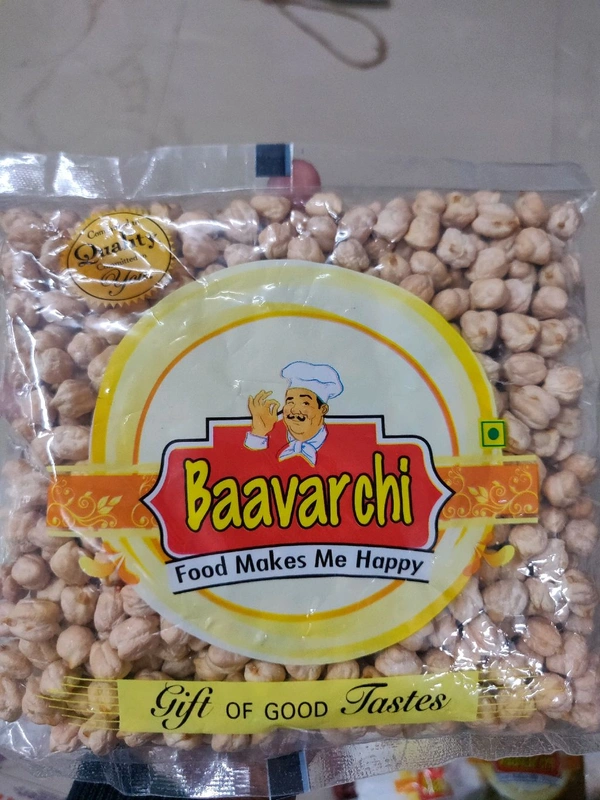 Quality
Baavarchi
Food Makes Me Happy
Gift OF GOOD Tastes